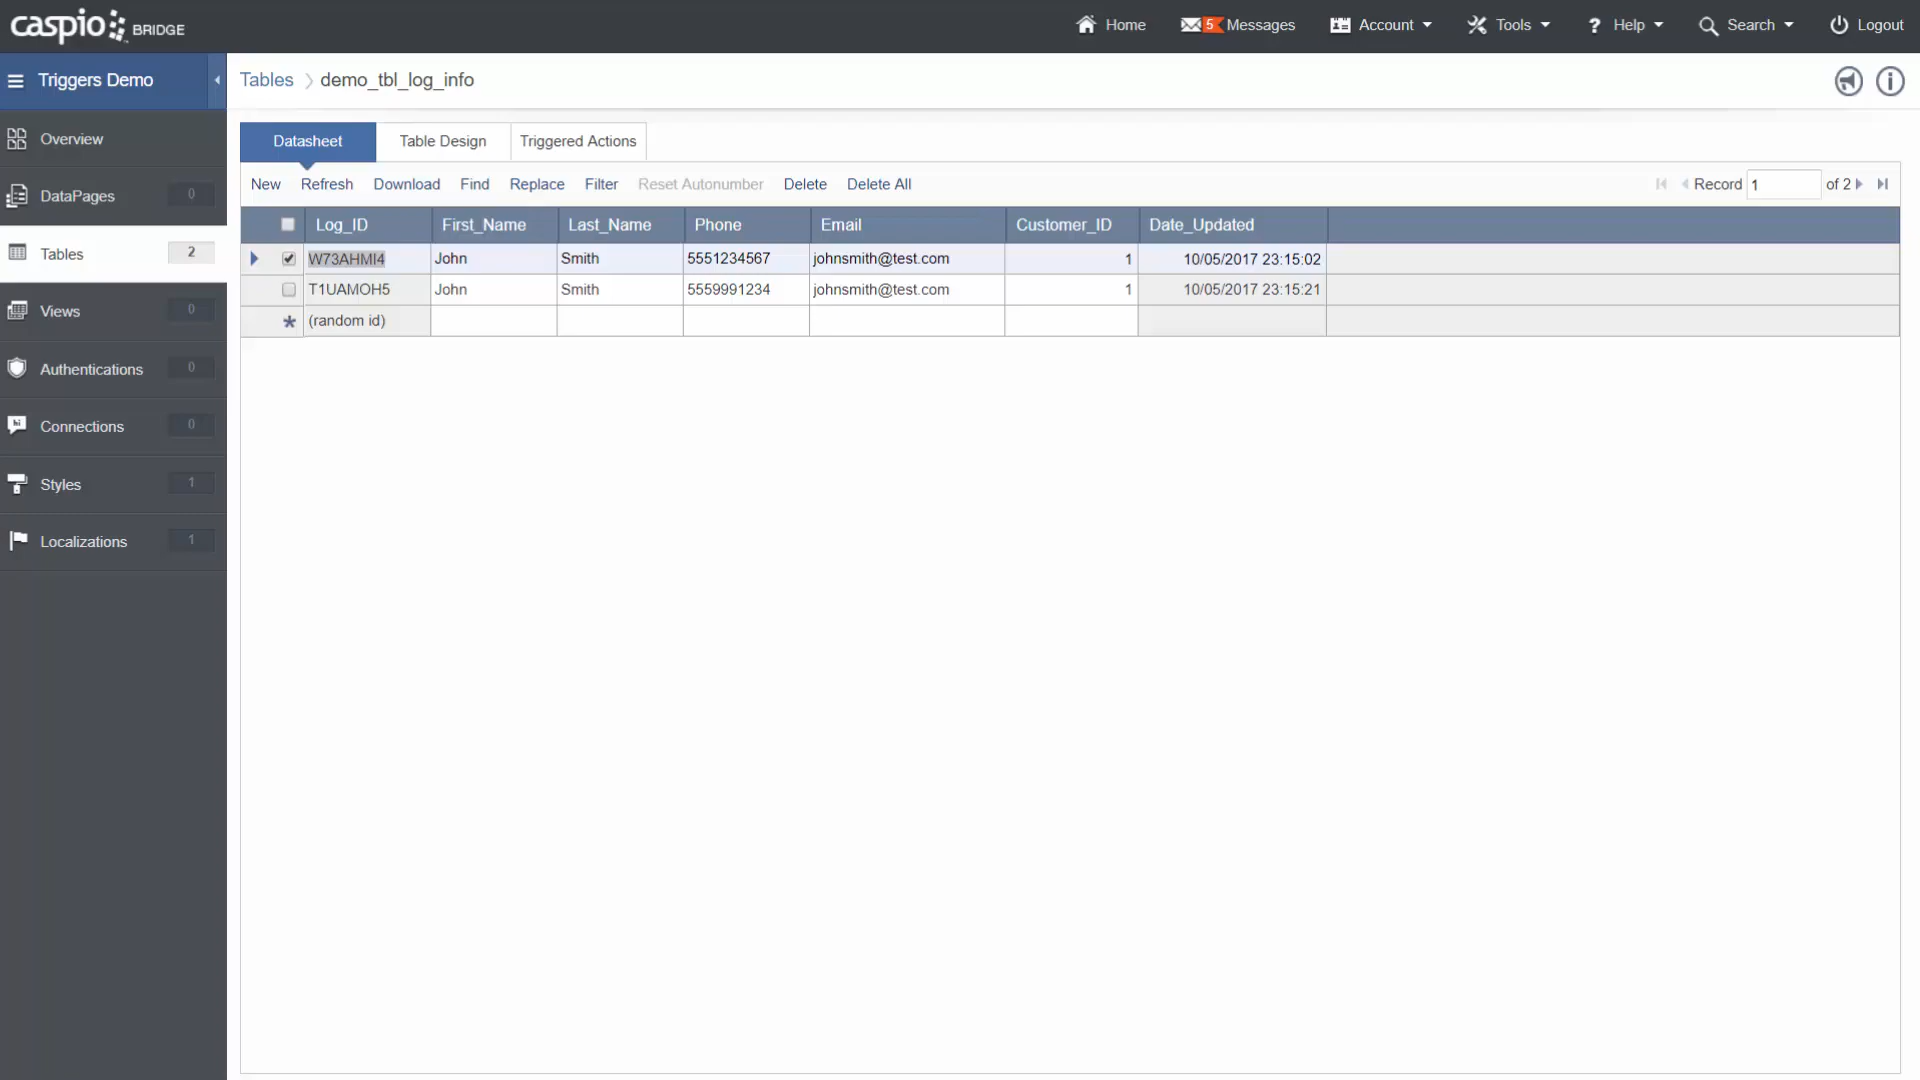 caspio BRIDGE
Home 5 Messages Account Tools ? Help Search Logout
Triggers Demo
Tables demo_tbl_log_info
Overview
DataPages 0
Tables 2
Views 0
Authentications 0
Connections 0
Styles 1
Localizations 1
Datasheet Table Design Triggered Actions
New Refresh Download Find Replace Filter Reset Autonumber Delete Delete All Record 1 of 2
Log_ID First_Name Last_Name Phone Email Customer_ID Date_Updated
W73AHMI4 John Smith 5551234567 johnsmith@test.com 1 10/05/2017 23:15:02
T1UAMOH5 John Smith 5559991234 johnsmith@test.com 1 10/05/2017 23:15:21
* (random id)